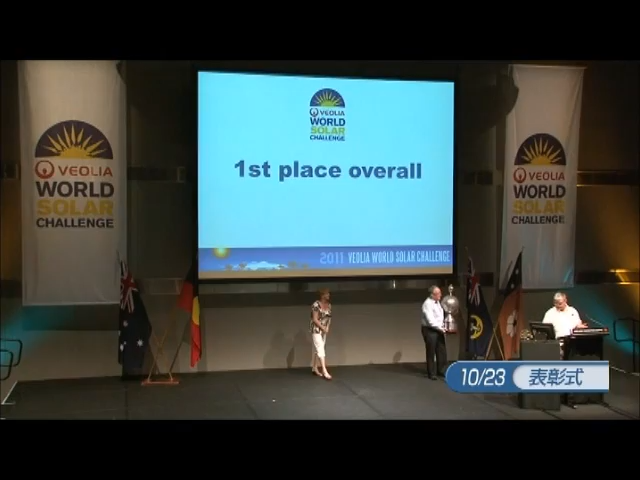 VEOLIA
WORLD
SOLAR
CHALLENGE
VEOLIA
WORLD
SOLAR
CHALLENGE
1st place overall
2011 VEOLIA WORLD SOLAR CHALLENGE
VEOLIA
WORLD
SOLAR
CHALLENGE
10/23 表彰式